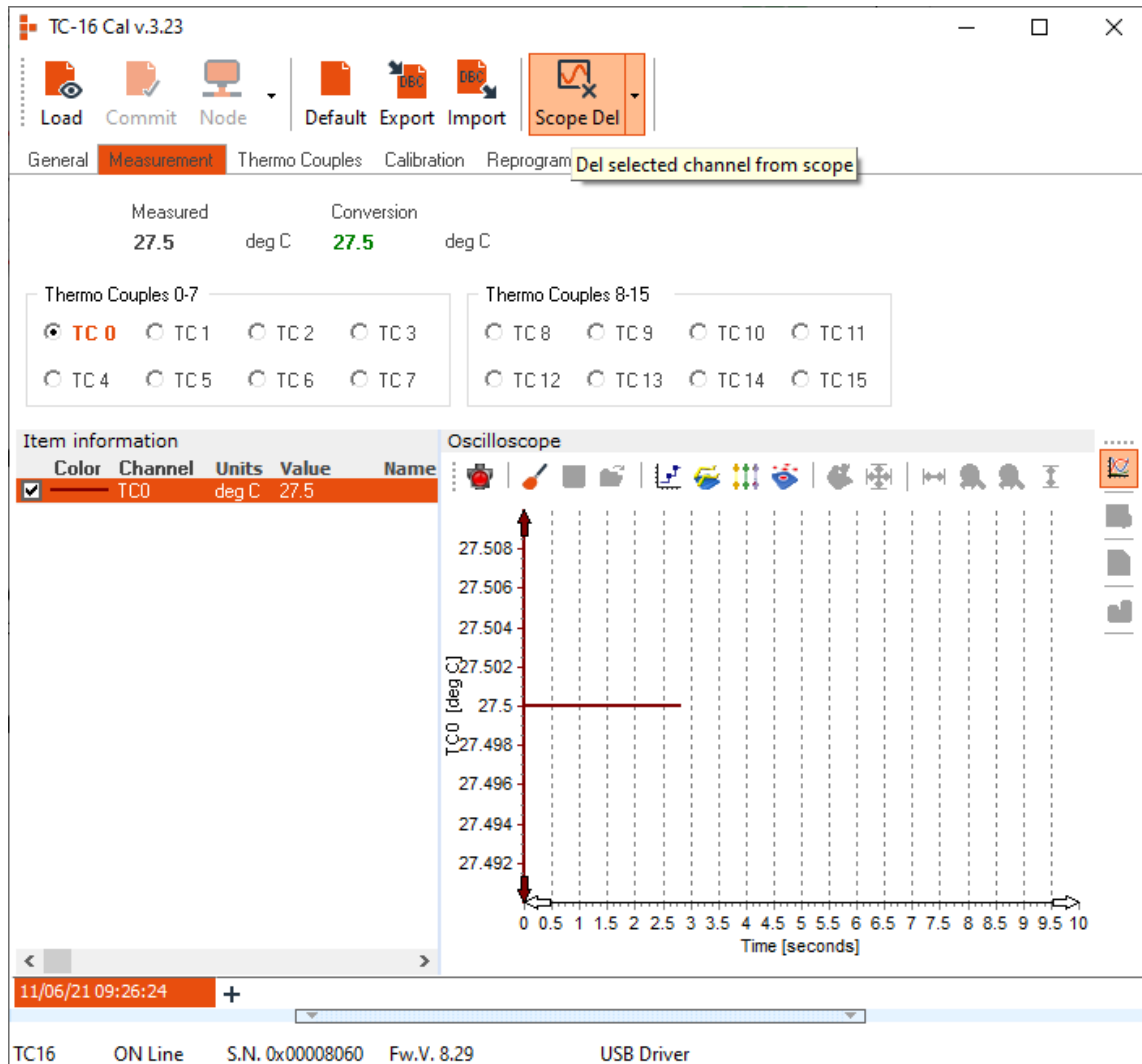 TC-16 Cal v.3.23
Load Commit Node Default Export Import Scope Del
DBC DBC
General Measurement Thermo Couples Calibration Reprogram
Del selected channel from scope
Measured Conversion
27.5 deg C 27.5 deg C
Thermo Couples 0-7 Thermo Couples 8-15
TC 0 TC 1 TC 2 TC 3 TC 8 TC 9 TC 10 TC 11
TC 4 TC 5 TC 6 TC 7 TC 12 TC 13 TC 14 TC 15
Item information
Color Channel Units Value Name
TC0 deg C 27.5
Oscilloscope
27.508
27.506
27.504
27.502
27.5
27.498
27.496
27.494
27.492
TC0 [deg C]
0 0.5 1 1.5 2 2.5 3 3.5 4 4.5 5 5.5 6 6.5 7 7.5 8 8.5 9 9.5 10
Time [seconds]
11/06/21 09:26:24 +
TC16 ON Line S.N. 0x00008060 Fw.V. 8.29 USB Driver